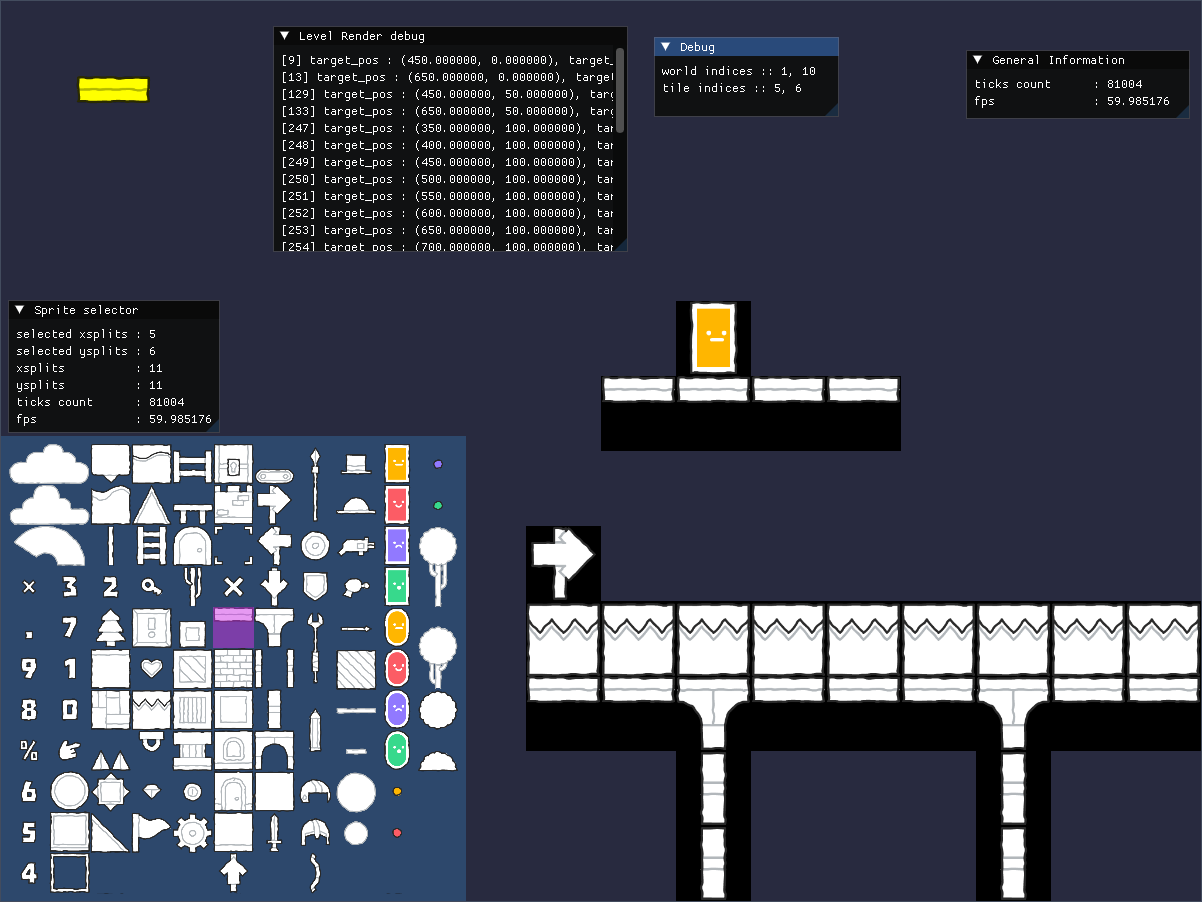 Level Render debug
[9] target_pos : (450.000000, 0.000000), target_
[13] target_pos : (650.000000, 0.000000), target
[129] target_pos : (450.000000, 50.000000), targ
[133] target_pos : (650.000000, 50.000000), targ
[247] target_pos : (350.000000, 100.000000), tar
[248] target_pos : (400.000000, 100.000000), tar
[249] target_pos : (450.000000, 100.000000), tar
[250] target_pos : (500.000000, 100.000000), tar
[251] target_pos : (550.000000, 100.000000), tar
[252] target_pos : (600.000000, 100.000000), tar
[253] target_pos : (650.000000, 100.000000), tar
[254] target_pos : (700.000000, 100.000000), tar
Debug
world indices :: 1, 10
tile indices :: 5, 6
General Information
ticks count : 81004
fps : 59.985176
Sprite selector
selected xsplits : 5
selected ysplits : 6
xsplits : 11
ysplits : 11
ticks count : 81004
fps : 59.985176
× 3 2
. 7
9 1
8 0
%
6
5
4